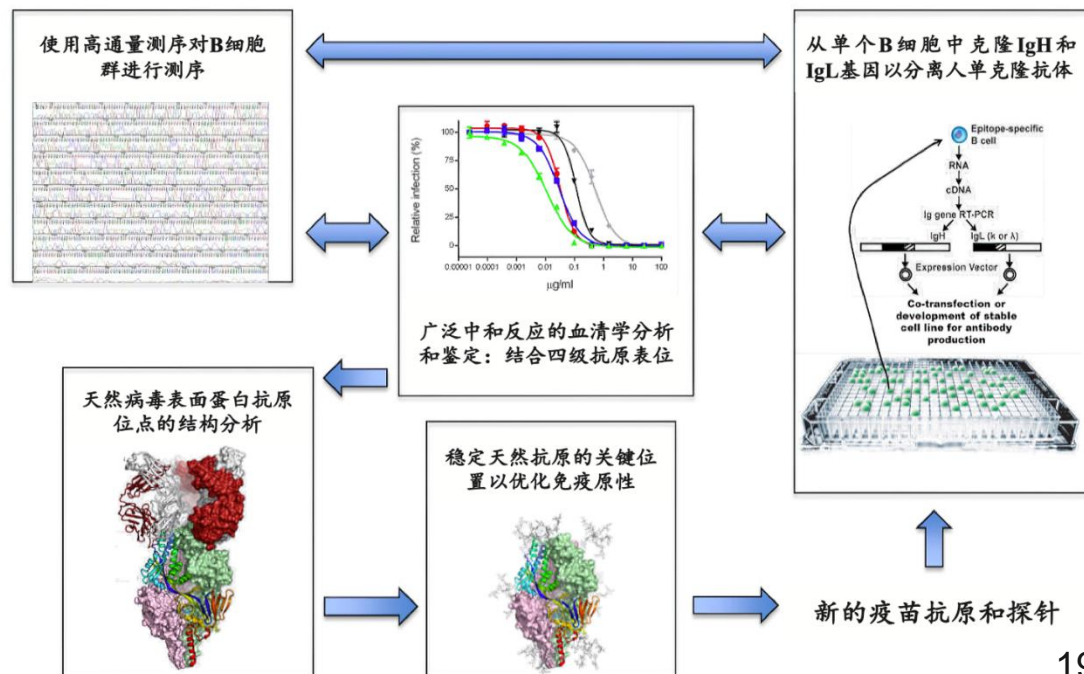 使用高通量测序对B细胞
群进行测序
从单个B细胞中克隆IgH和
IgL基因以分离人单克隆抗体
Relative infection (%)
100
75
50
25
0
0.00001 0.0001 0.001 0.01 0.1 1 10 100
μg/ml
广泛中和反应的血清学分析
和鉴定：结合四级抗原表位
Epitope-specific
B cell
RNA
cDNA
Ig gene RT-PCR
IgH IgL (k or λ)
Expression Vector
Co-transfection or
development of stable
cell line for antibody
production
天然病毒表面蛋白抗原
位点的结构分析
稳定天然抗原的关键位
置以优化免疫原性
新的疫苗抗原和探针
19